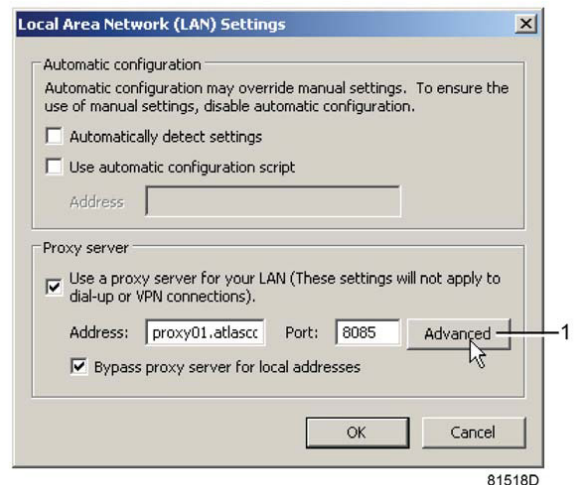 Local Area Network (LAN) Settings
Automatic configuration
Automatic configuration may override manual settings. To ensure the
use of manual settings, disable automatic configuration.
Automatically detect settings
Use automatic configuration script
Address
Proxy server
Use a proxy server for your LAN (These settings will not apply to
dial-up or VPN connections).
Address: proxy01.atlascc Port: 8085 Advanced 1
Bypass proxy server for local addresses
OK Cancel
81518D